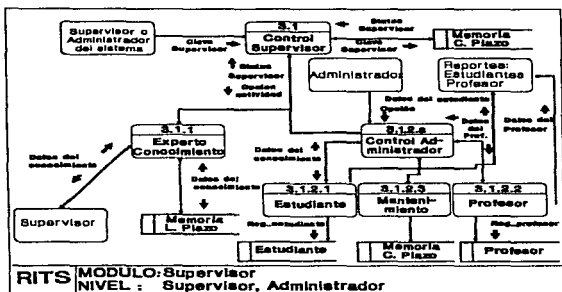 Supervisor o
Administrador
del sistema
Clave
Supervisor
3.1
Control
Supervisor
Status
Supervisor
Clave
Supervisor
Memoria
C. Plazo
Status
Supervisor
Opcion
entidad
Administrador
Reportes:
Estudiantes
Profesor
Datos del estudiante
Opción
Datos
del
Prof.
Datos del
Profesor
3.1.1
Experto
Conocimiento
3.1.2.s
Control Ad-
ministrador
Datos del
conocimiento
Datos del
conocimiento
Datos del
conocimiento
3.1.2.1
Estudiante
3.1.2.3
Manteni-
miento
3.1.2.2
Profesor
Supervisor
Memoria
L. Plazo
Reg_estudiante
Reg_profesor
Estudiante
Memoria
C. Plazo
Profesor
RITS
MODULO: Supervisor
NIVEL : Supervisor, Administrador